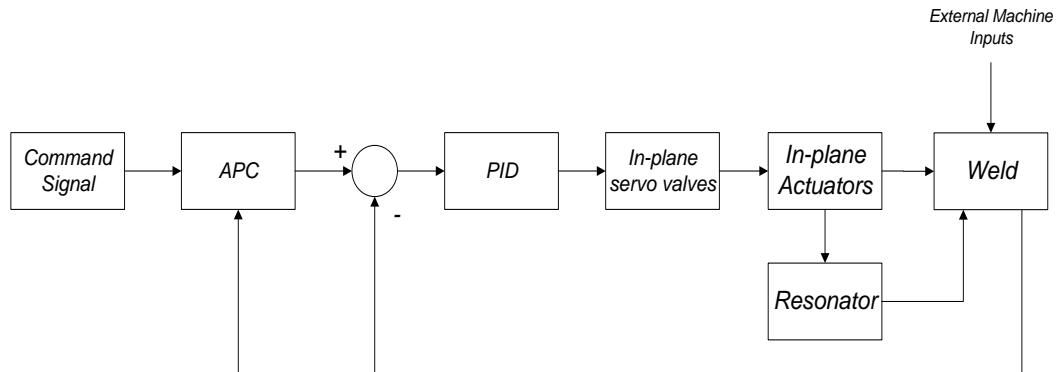 External Machine
Inputs
Command
Signal
APC
+
-
PID
In-plane
servo valves
In-plane
Actuators
Weld
Resonator